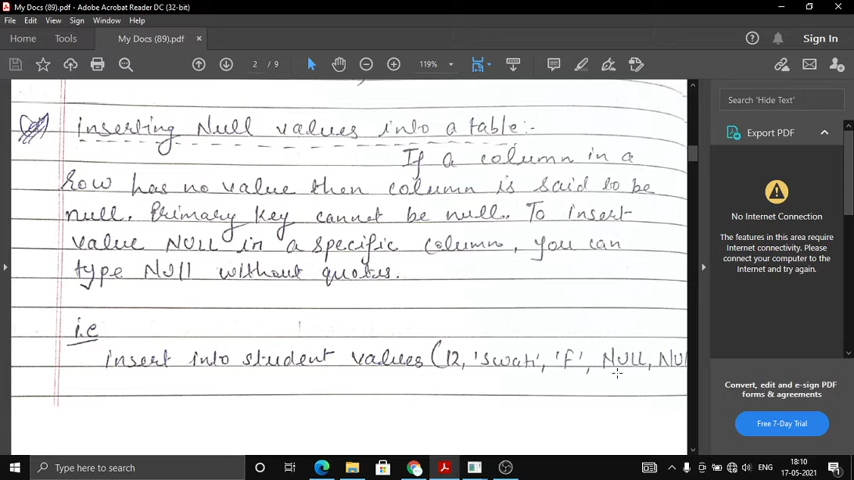 My Docs (89).pdf - Adobe Acrobat Reader DC (32-bit)
File Edit View Sign Window Help
Home Tools My Docs (89).pdf × Sign In
2 / 9 119%
Inserting Null values into a table:-
If a column in a
row has no value then column is said to be
null. Primary key cannot be null. To insert
value NULL in a specific column, you can
type NULL without quotes.
i.e
insert into student values (12, 'Swati', 'F', NULL, NUL
Search 'Hide Text'
Export PDF
No Internet Connection
The features in this area require
Internet connectivity. Please
connect your computer to the
Internet and try again.
Convert, edit and e-sign PDF
forms & agreements
Free 7-Day Trial
Type here to search
ENG
18:10
17-05-2021